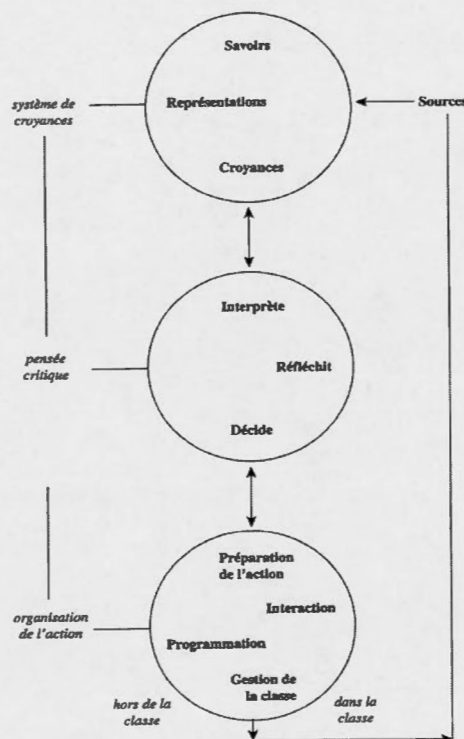 Savoirs
système de
croyances
Représentations
Sources
Croyances
Interprète
pensée
critique
Réfléchit
Décide
Préparation
de l'action
Interaction
organisation
de l'action
Programmation
Gestion de
la classe
hors de la
classe
dans la
classe